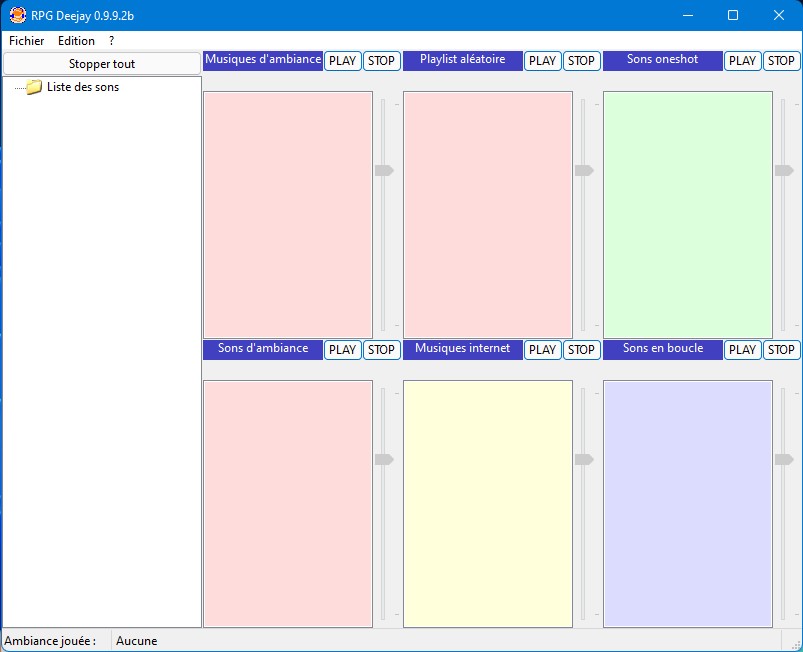 RPG Deejay 0.9.9.2b
Fichier Edition ?
Stopper tout
Liste des sons
Musiques d'ambiance PLAY STOP
Playlist aléatoire PLAY STOP
Sons oneshot PLAY STOP
Sons d'ambiance PLAY STOP
Musiques internet PLAY STOP
Sons en boucle PLAY STOP
Ambiance jouée : Aucune